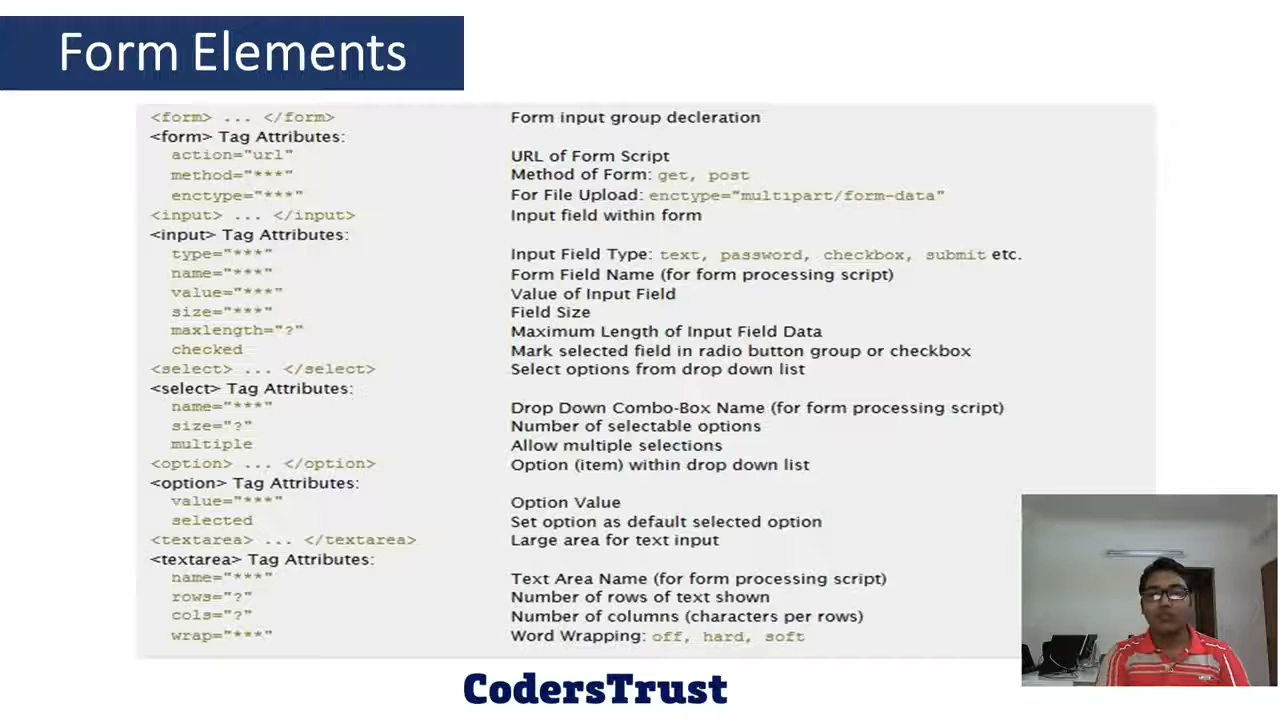 Form Elements
<form> ... </form> Form input group decleration
<form> Tag Attributes:
action="url" URL of Form Script
method="***" Method of Form: get, post
enctype="***" For File Upload: enctype="multipart/form-data"
<input> ... </input> Input field within form
<input> Tag Attributes:
type="***" Input Field Type: text, password, checkbox, submit etc.
name="***" Form Field Name (for form processing script)
value="***" Value of Input Field
size="***" Field Size
maxlength="?" Maximum Length of Input Field Data
checked Mark selected field in radio button group or checkbox
<select> ... </select> Select options from drop down list
<select> Tag Attributes:
name="***" Drop Down Combo-Box Name (for form processing script)
size="?" Number of selectable options
multiple Allow multiple selections
<option> ... </option> Option (item) within drop down list
<option> Tag Attributes:
value="***" Option Value
selected Set option as default selected option
<textarea> ... </textarea> Large area for text input
<textarea> Tag Attributes:
name="***" Text Area Name (for form processing script)
rows="?" Number of rows of text shown
cols="?" Number of columns (characters per rows)
wrap="***" Word Wrapping: off, hard, soft
CodersTrust